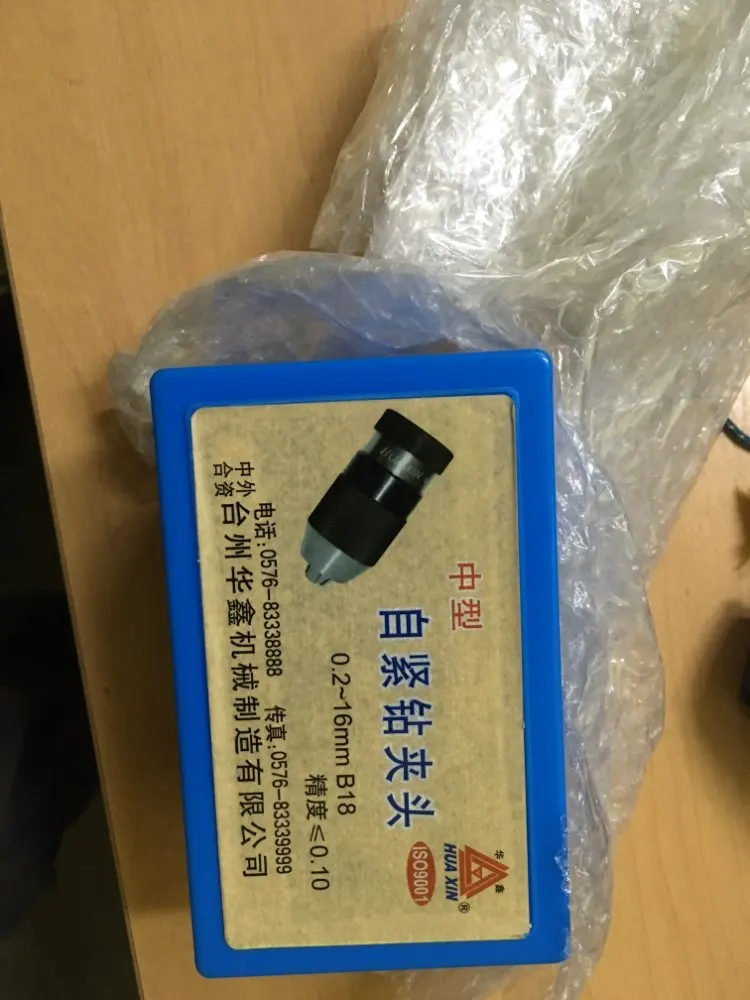 华鑫
HUA XIN®
ISO9001
中型
自紧钻夹头
0.2~16mm B18
精度≤0.10
电话:0576-83338888 传真:0576-83339999
中外
合资
台州华鑫机械制造有限公司